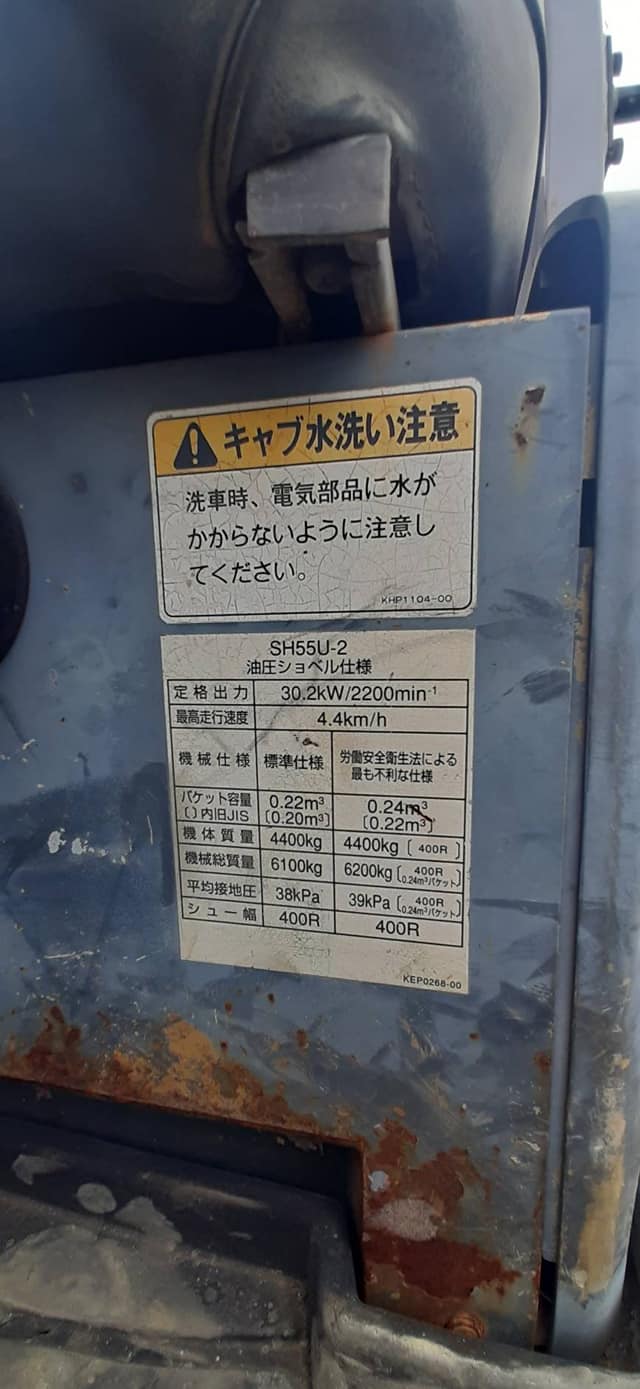 キャブ水洗い注意
洗車時、電気部品に水が
かからないように注意し
てください。
KHP1104-00
SH55U-2
油圧ショベル仕様
定格出力 30.2kW/2200min⁻¹
最高走行速度 4.4km/h
機械仕様 標準仕様 労働安全衛生法による
最も不利な仕様
バケット容量 0.22m³ 0.24m³
〔〕内旧JIS 〔0.20m³〕 〔0.22m³〕
機体質量 4400kg 4400kg〔400R〕
機械総質量 6100kg 6200kg〔400R
0.24m³バケット〕
平均接地圧 38kPa 39kPa〔400R
0.24m³バケット〕
シュー幅 400R 400R
KEP0268-00